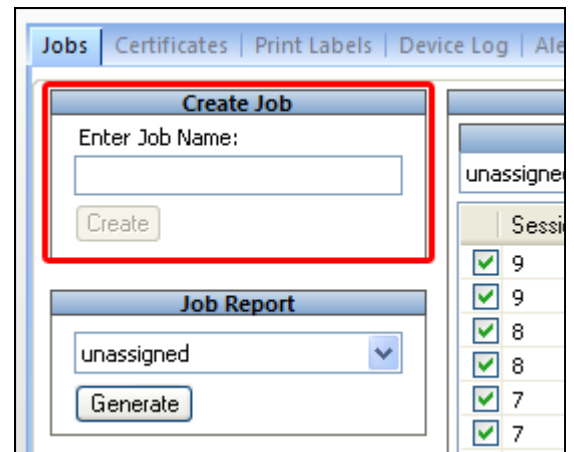 Jobs | Certificates | Print Labels | Device Log
Create Job
Enter Job Name:
Create
Job Report
unassigned
Generate
9
9
8
8
7
7